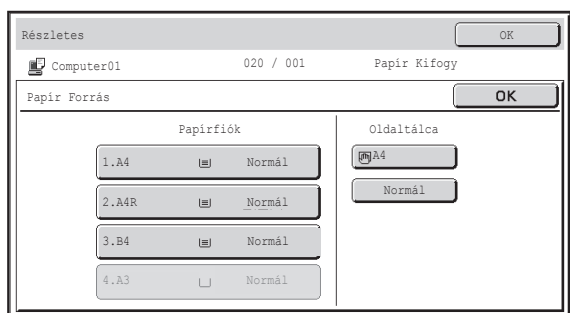 Részletes OK
Computer01 020 / 001 Papír Kifogy
Papír Forrás OK
Papírfiók Oldaltálca
1.A4 Normál A4
2.A4R Normál Normál
3.B4 Normál
4.A3 Normál